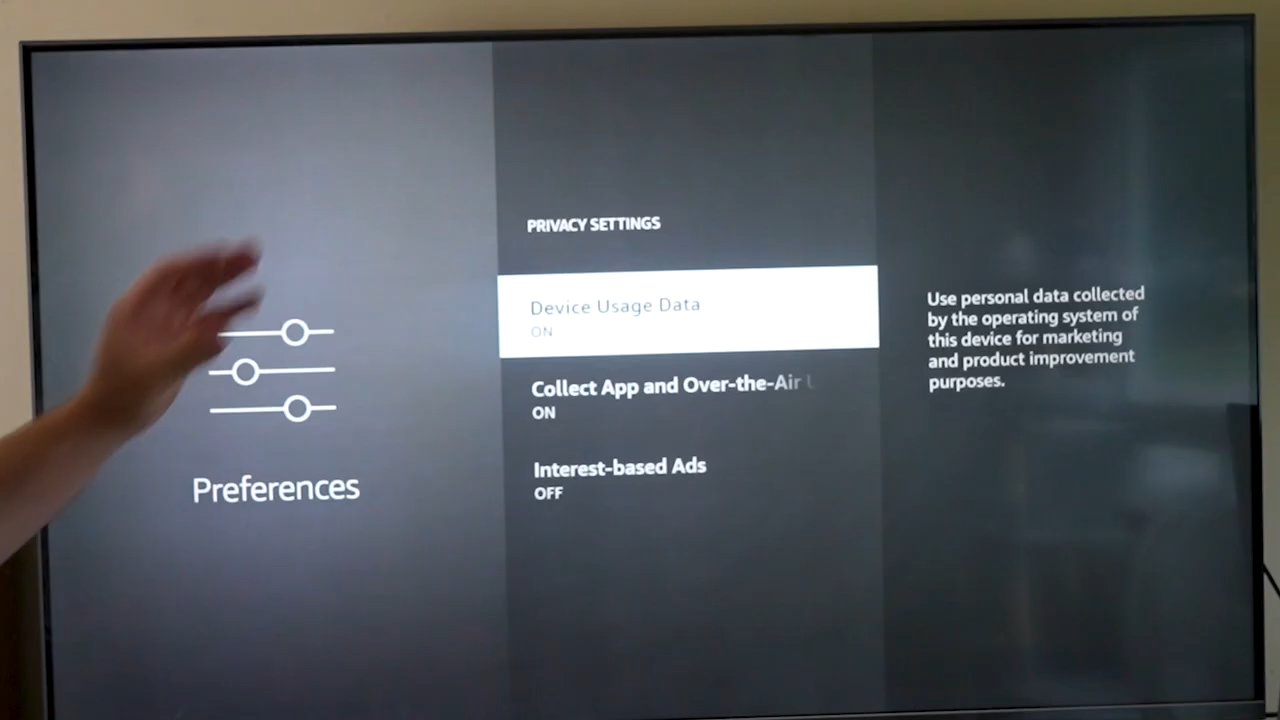 Preferences
PRIVACY SETTINGS
Device Usage Data
ON
Collect App and Over-the-Air
ON
Interest-based Ads
OFF
Use personal data collected
by the operating system of
this device for marketing
and product improvement
purposes.